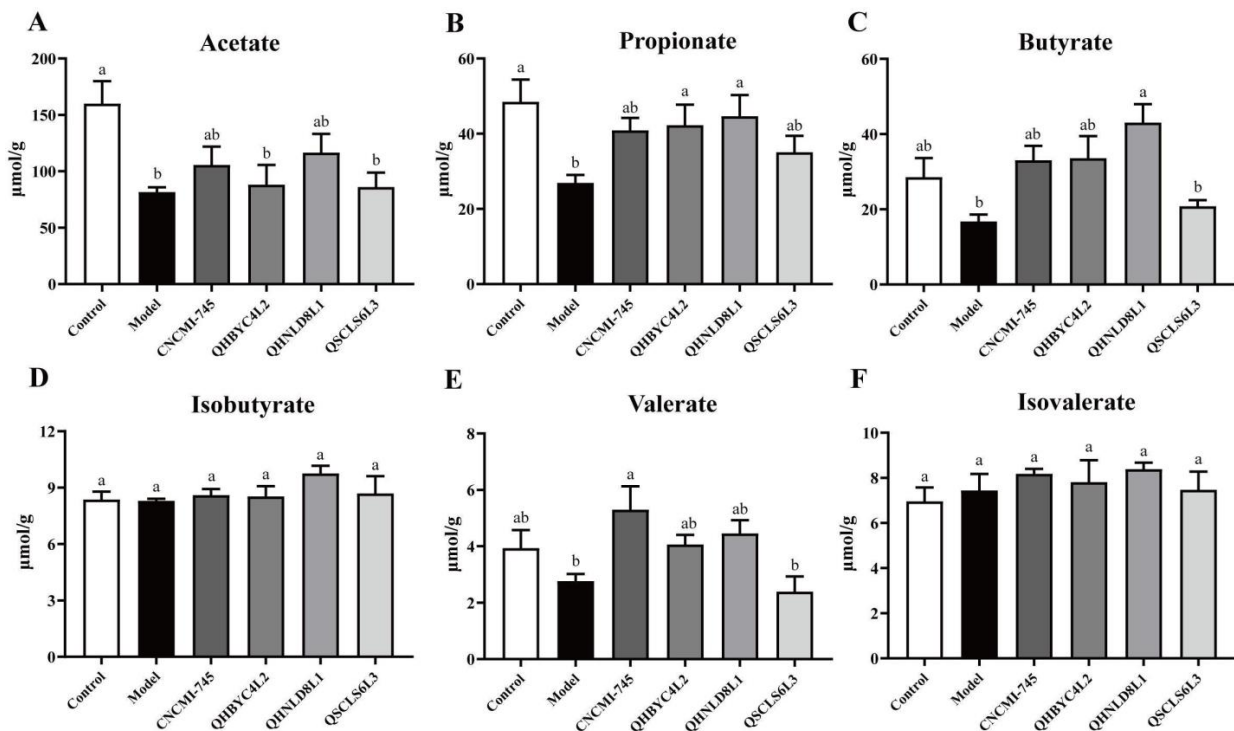 A
Acetate
200
150
100
50
0
µmol/g
a
b
ab
b
ab
b
Control
Model
CNCMI-745
QHBYC4L2
QHNLD8L1
QSCLS6L3
B
Propionate
60
40
20
0
µmol/g
a
b
ab
a
a
ab
Control
Model
CNCMI-745
QHBYC4L2
QHNLD8L1
QSCLS6L3
C
Butyrate
60
40
20
0
µmol/g
ab
b
ab
ab
a
b
Control
Model
CNCMI-745
QHBYC4L2
QHNLD8L1
QSCLS6L3
D
Isobutyrate
12
9
6
3
0
µmol/g
a
a
a
a
a
a
Control
Model
CNCMI-745
QHBYC4L2
QHNLD8L1
QSCLS6L3
E
Valerate
8
6
4
2
0
µmol/g
ab
b
a
ab
ab
b
Control
Model
CNCMI-745
QHBYC4L2
QHNLD8L1
QSCLS6L3
F
Isovalerate
10
8
6
4
2
0
µmol/g
a
a
a
a
a
a
Control
Model
CNCMI-745
QHBYC4L2
QHNLD8L1
QSCLS6L3